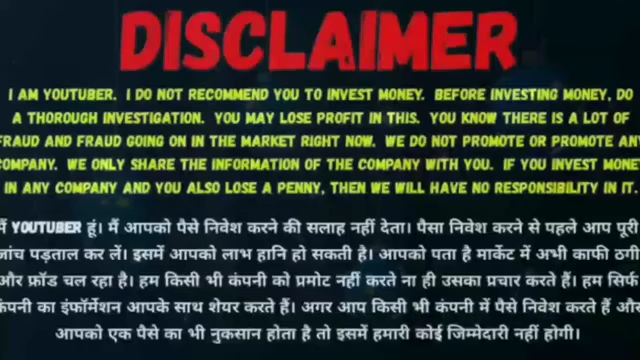 DISCLAIMER
I AM YOUTUBER. I DO NOT RECOMMEND YOU TO INVEST MONEY. BEFORE INVESTING MONEY, DO
A THOROUGH INVESTIGATION. YOU MAY LOSE PROFIT IN THIS. YOU KNOW THERE IS A LOT OF
FRAUD AND FRAUD GOING ON IN THE MARKET RIGHT NOW. WE DO NOT PROMOTE OR PROMOTE ANY
COMPANY. WE ONLY SHARE THE INFORMATION OF THE COMPANY WITH YOU. IF YOU INVEST MONE
IN ANY COMPANY AND YOU ALSO LOSE A PENNY, THEN WE WILL HAVE NO RESPONSIBILITY IN IT.
मैं YOUTUBER हूं। मैं आपको पैसे निवेश करने की सलाह नहीं देता। पैसा निवेश करने से पहले आप पूरी
जांच पड़ताल कर लें। इसमें आपको लाभ हानि हो सकती है। आपको पता है मार्केट में अभी काफी ठगी
और फ्रॉड चल रहा है। हम किसी भी कंपनी को प्रमोट नहीं करते ना ही उसका प्रचार करते हैं। हम सिर्फ
कंपनी का इंफॉर्मेशन आपके साथ शेयर करते हैं। अगर आप किसी भी कंपनी में पैसे निवेश करते हैं और
आपको एक पैसे का भी नुकसान होता है तो इसमें हमारी कोई जिम्मेदारी नहीं होगी।